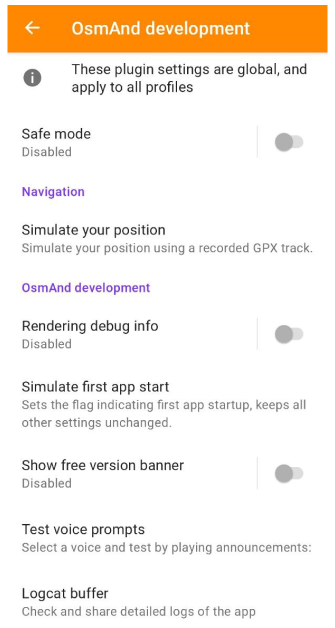 OsmAnd development
These plugin settings are global, and
apply to all profiles
Safe mode
Disabled
Navigation
Simulate your position
Simulate your position using a recorded GPX track.
OsmAnd development
Rendering debug info
Disabled
Simulate first app start
Sets the flag indicating first app startup, keeps all
other settings unchanged.
Show free version banner
Disabled
Test voice prompts
Select a voice and test by playing announcements:
Logcat buffer
Check and share detailed logs of the app